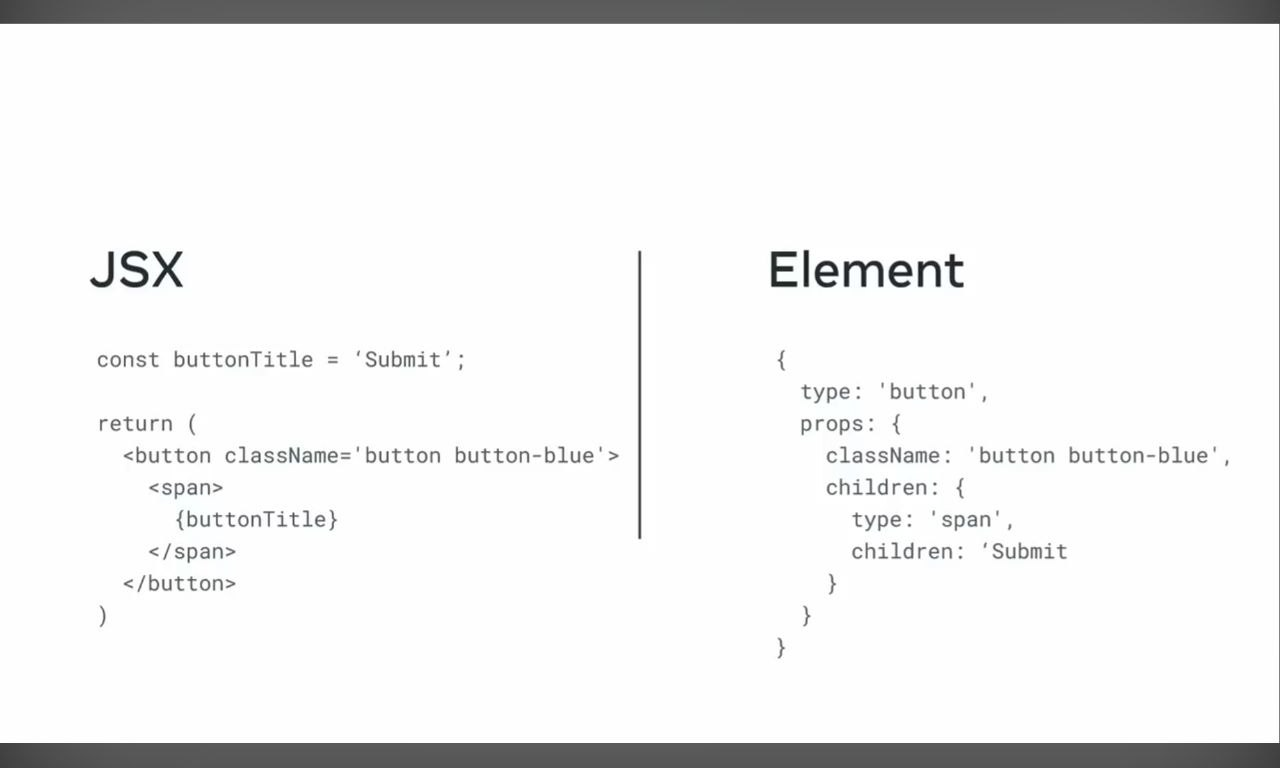 JSX
const buttonTitle = ‘Submit’;
return (
<button className='button button-blue'>
<span>
{buttonTitle}
</span>
</button>
)
Element
{
type: 'button',
props: {
className: 'button button-blue',
children: {
type: 'span',
children: ‘Submit
}
}
}